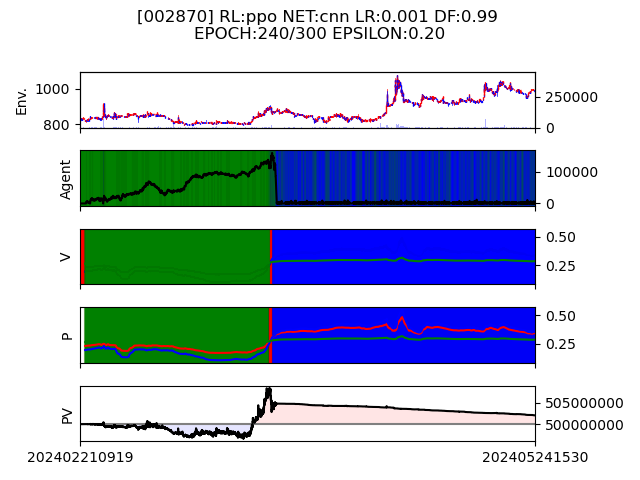 [002870] RL:ppo NET:cnn LR:0.001 DF:0.99
EPOCH:240/300 EPSILON:0.20
Env.
1000
800
250000
0
Agent
100000
0
V
0.50
0.25
P
0.50
0.25
PV
505000000
500000000
202402210919
202405241530